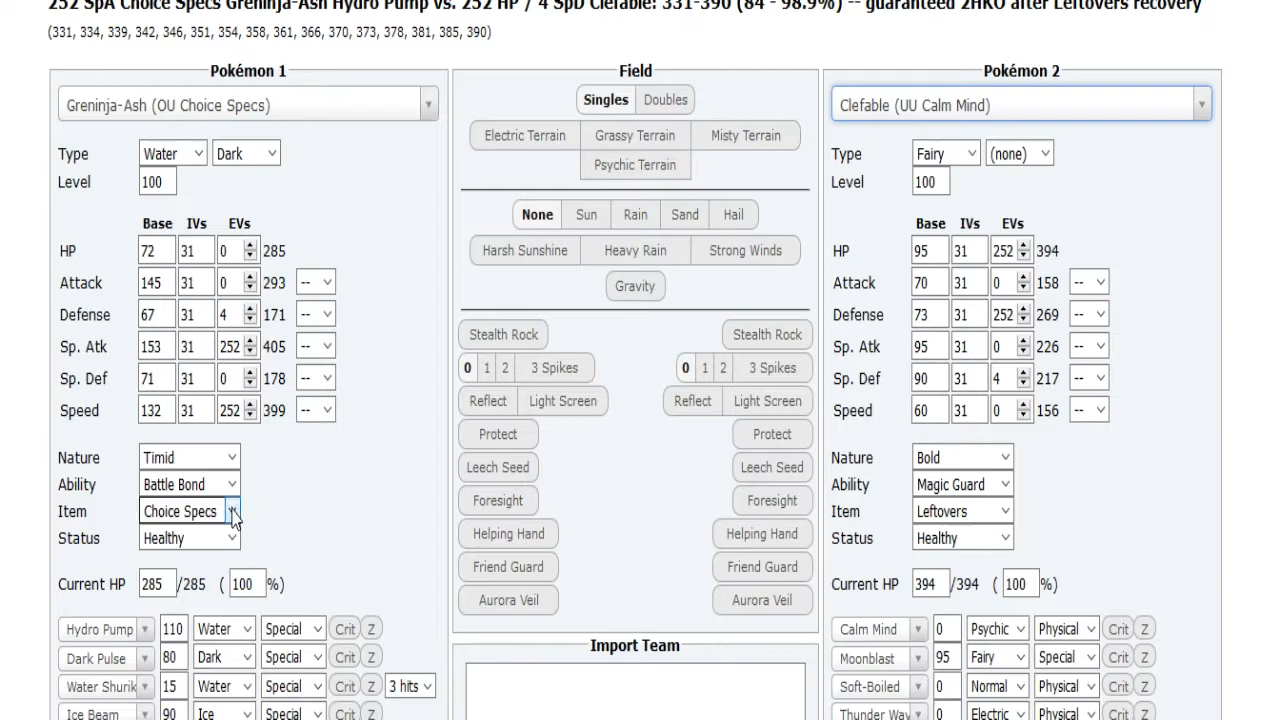 252 SpA Choice Specs Greninja-Ash Hydro Pump vs. 252 HP / 4 SpD Clefable: 331-390 (84 - 98.9%) -- guaranteed 2HKO after Leftovers recovery
(331, 334, 339, 342, 346, 351, 354, 358, 361, 366, 370, 373, 378, 381, 385, 390)
Pokémon 1
Greninja-Ash (OU Choice Specs)
Type Water Dark
Level 100
Base IVs EVs
HP 72 31 0 285
Attack 145 31 0 293 --
Defense 67 31 4 171 --
Sp. Atk 153 31 252 405 --
Sp. Def 71 31 0 178 --
Speed 132 31 252 399 --
Nature Timid
Ability Battle Bond
Item Choice Specs
Status Healthy
Current HP 285 /285 ( 100 %)
Hydro Pump 110 Water Special Crit Z
Dark Pulse 80 Dark Special Crit Z
Water Shurik 15 Water Special Crit Z 3 hits
Ice Beam 90 Ice Special Crit Z
Field
Singles Doubles
Electric Terrain Grassy Terrain Misty Terrain
Psychic Terrain
None Sun Rain Sand Hail
Harsh Sunshine Heavy Rain Strong Winds
Gravity
Stealth Rock Stealth Rock
0 1 2 3 Spikes 0 1 2 3 Spikes
Reflect Light Screen Reflect Light Screen
Protect Protect
Leech Seed Leech Seed
Foresight Foresight
Helping Hand Helping Hand
Friend Guard Friend Guard
Aurora Veil Aurora Veil
Import Team
Pokémon 2
Clefable (UU Calm Mind)
Type Fairy (none)
Level 100
Base IVs EVs
HP 95 31 252 394
Attack 70 31 0 158 --
Defense 73 31 252 269 --
Sp. Atk 95 31 0 226 --
Sp. Def 90 31 4 217 --
Speed 60 31 0 156 --
Nature Bold
Ability Magic Guard
Item Leftovers
Status Healthy
Current HP 394 /394 ( 100 %)
Calm Mind 0 Psychic Physical Crit Z
Moonblast 95 Fairy Special Crit Z
Soft-Boiled 0 Normal Physical Crit Z
Thunder Wav 0 Electric Physical Crit Z